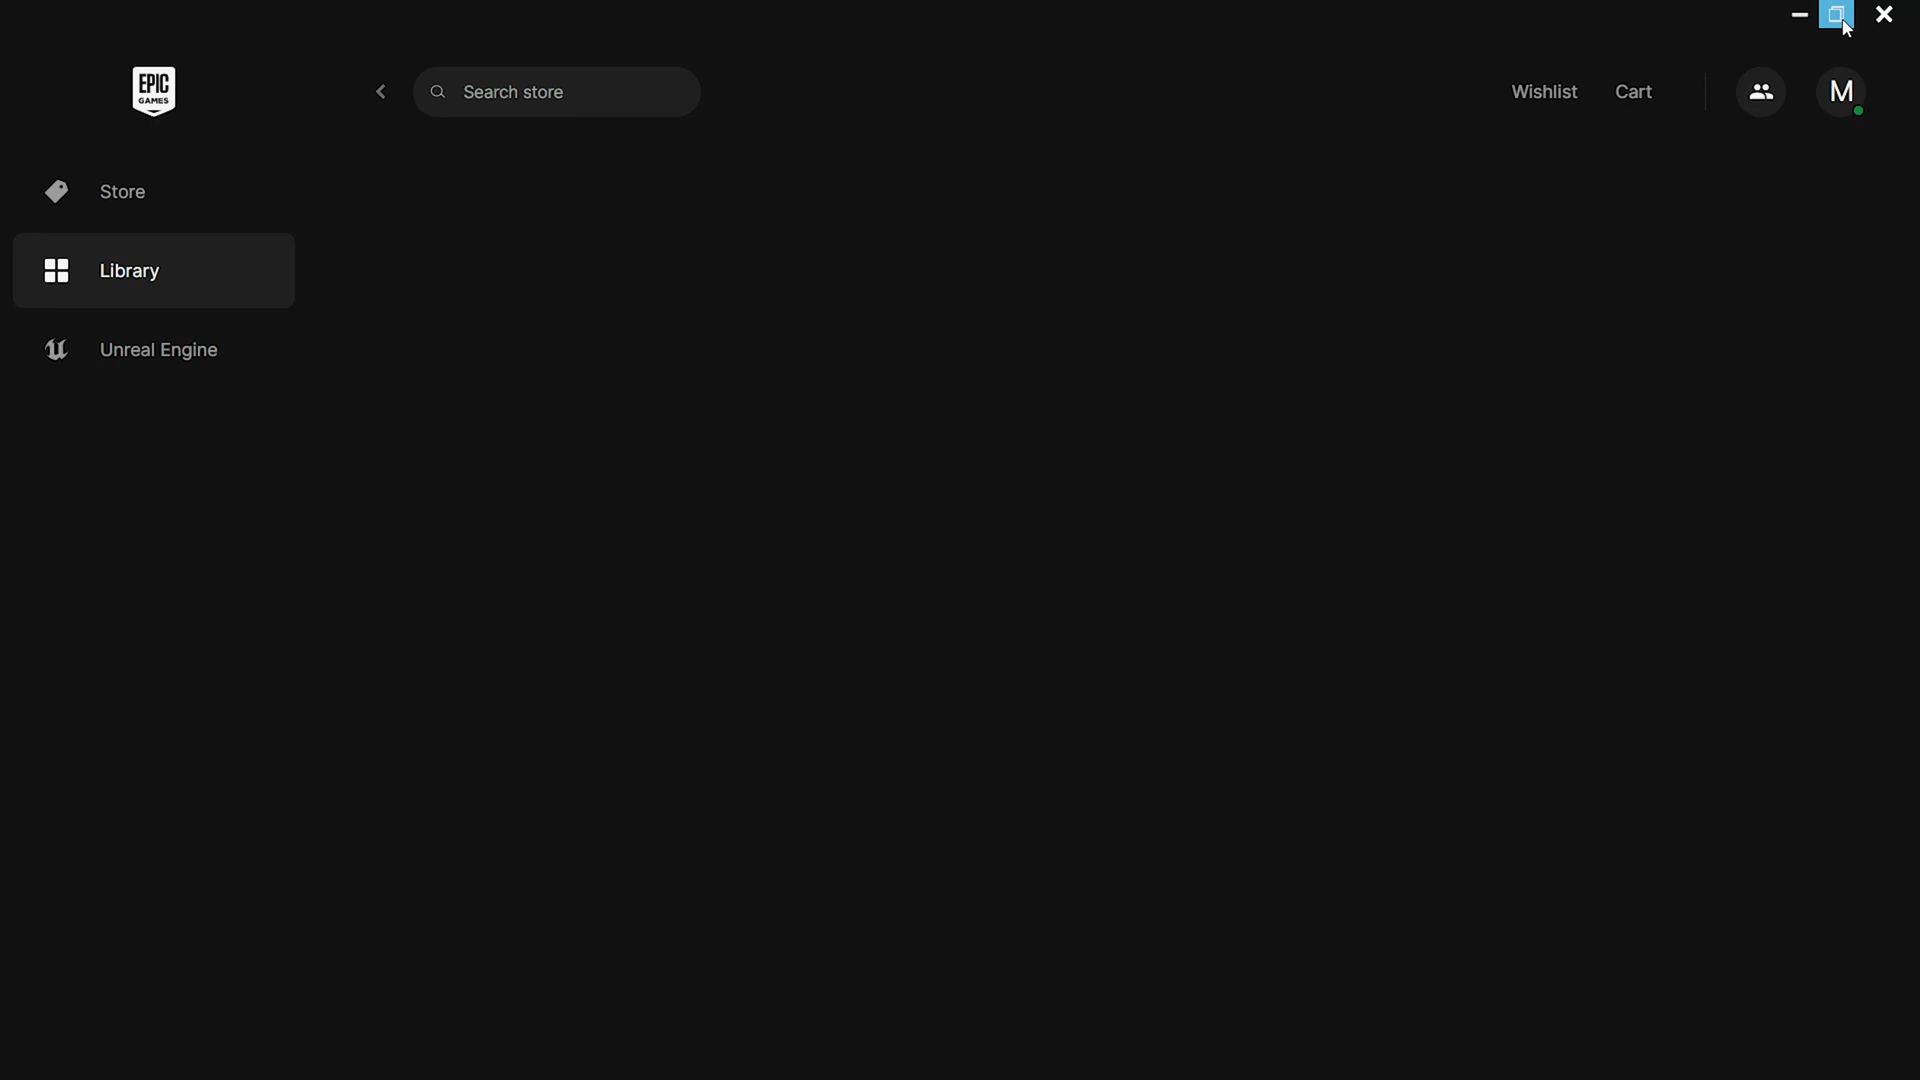 EPIC
GAMES
Search store
Wishlist
Cart
M
Store
Library
Unreal Engine